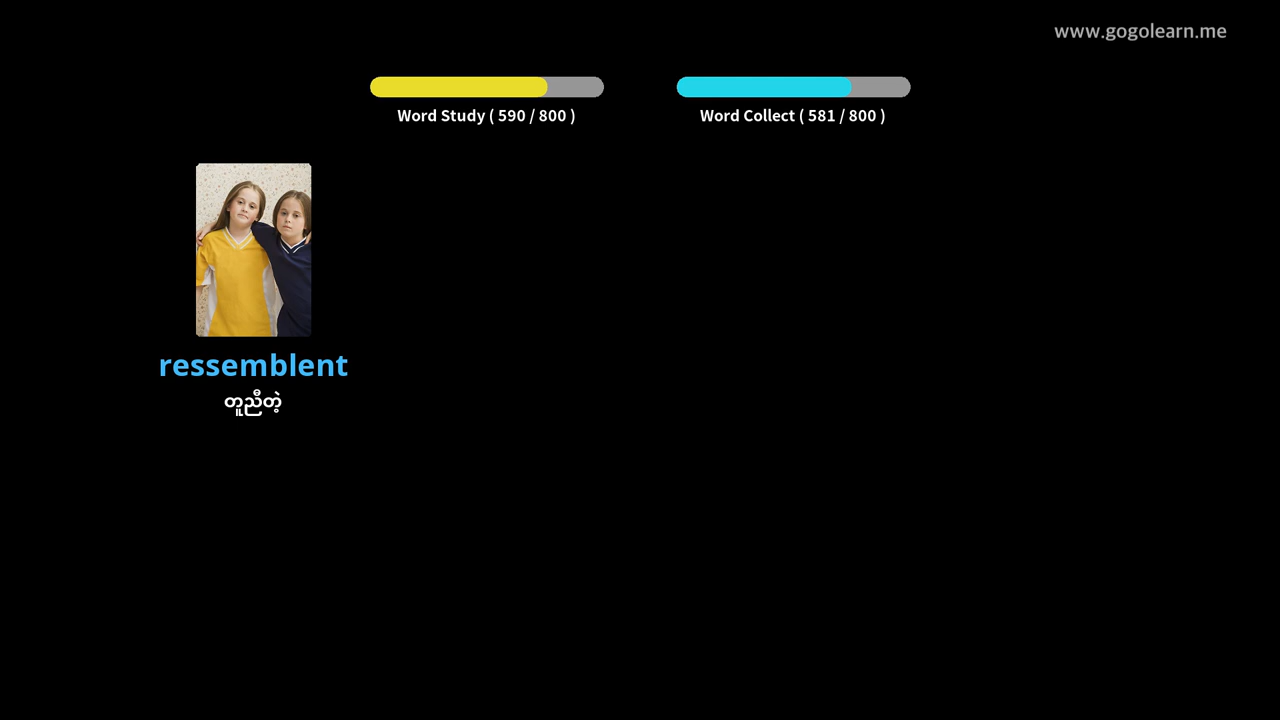 www.gogolearn.me
Word Study ( 590 / 800 )
Word Collect ( 581 / 800 )
ressemblent
တူညီတဲ့